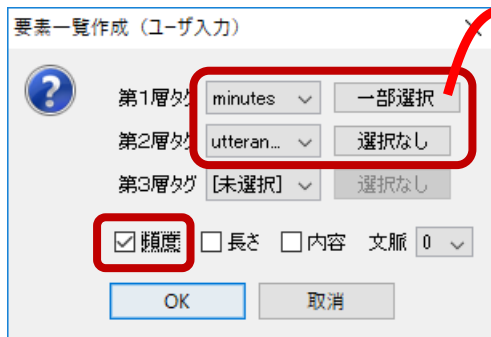 要素一覧作成（ユーザ入力）
第1層タグ minutes 一部選択
第2層タグ utteran... 選択なし
第3層タグ [未選択] 選択なし
頻度 長さ 内容 文脈 0
OK 取消